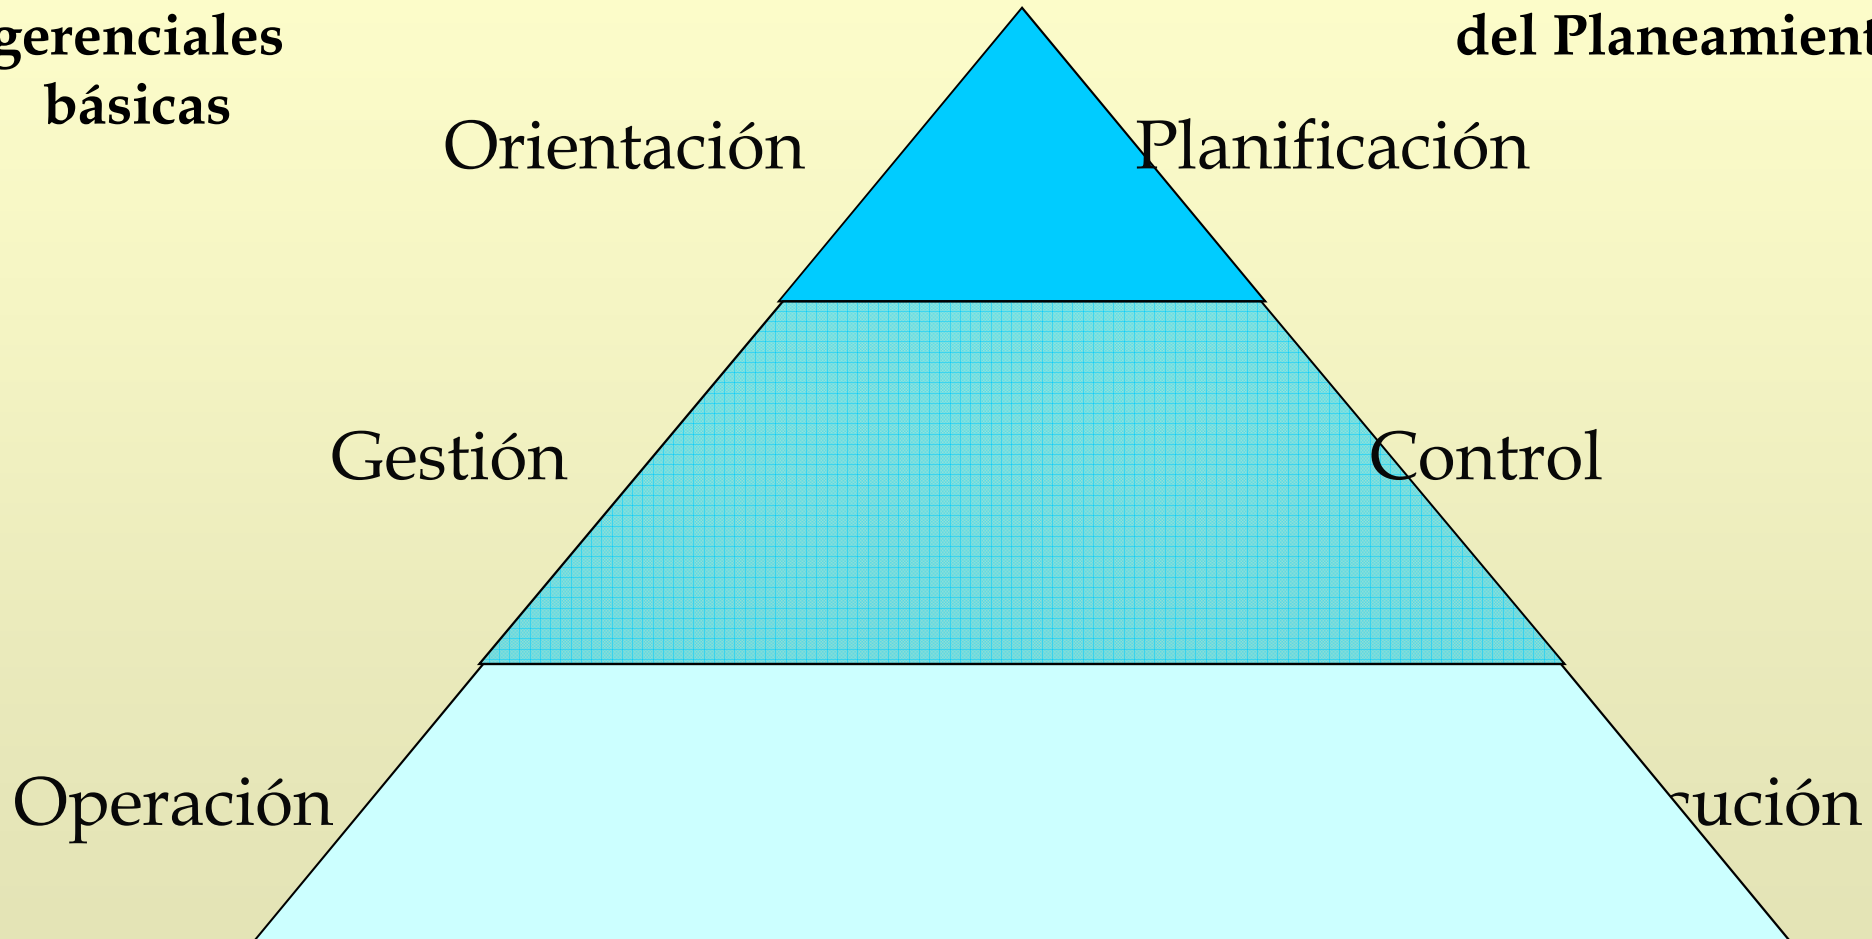 gerenciales
básicas
del Planeamient
Orientación
Planificación
Gestión
Control
Operación
cución